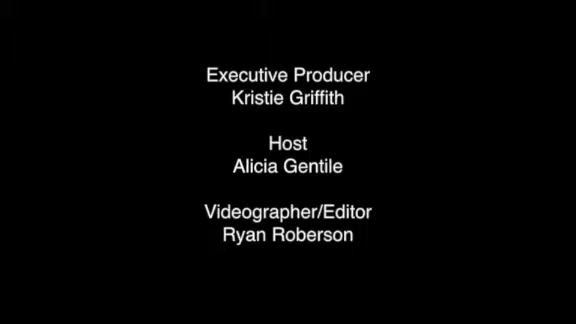 Executive Producer
Kristie Griffith
Host
Alicia Gentile
Videographer/Editor
Ryan Roberson